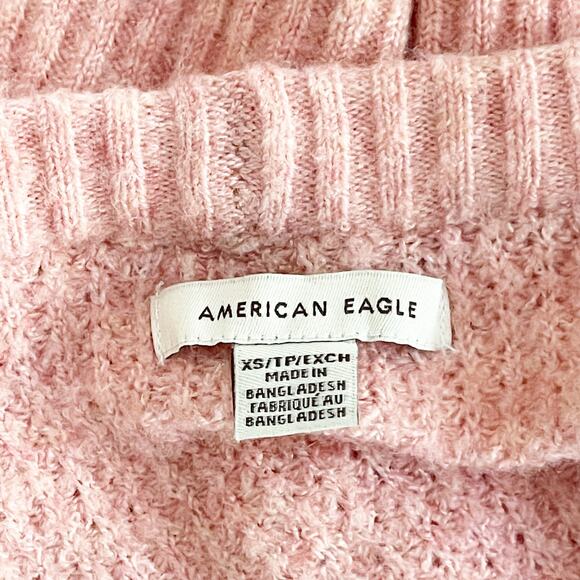 AMERICAN EAGLE
XS/TP/EXCH
MADE IN
BANGLADESH
FABRIQUÉ AU
BANGLADESH